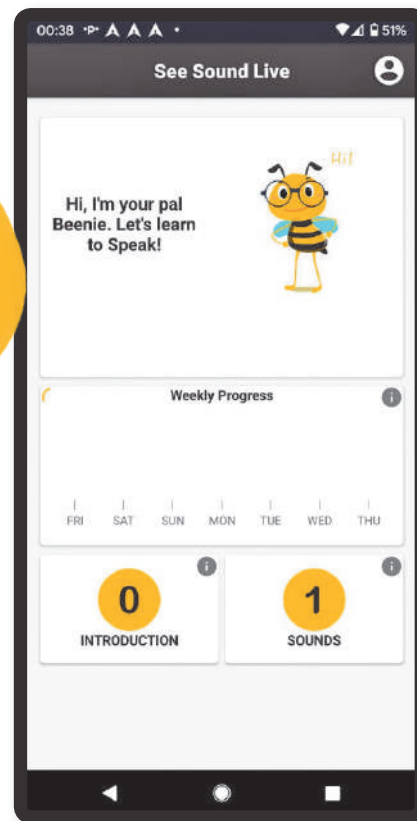 00:38 ·P· A A A · 51%
See Sound Live
Hi!
Hi, I'm your pal
Beenie. Let's learn
to Speak!
Weekly Progress
FRI SAT SUN MON TUE WED THU
0 1
INTRODUCTION SOUNDS